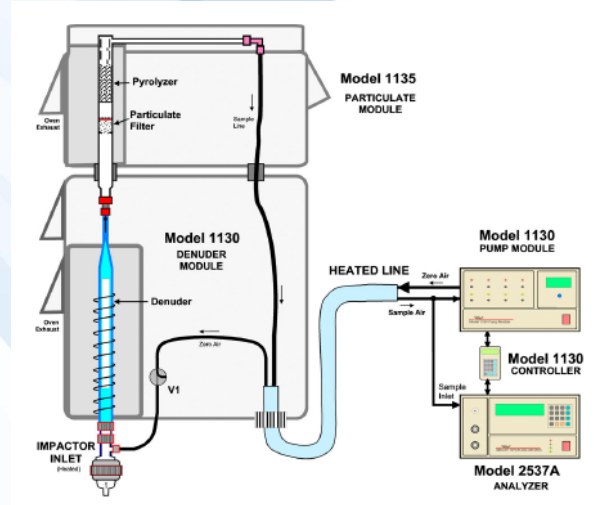 Model 1135
PARTICULATE
MODULE
Pyrolyzer
Particulate
Filter
Oven
Exhaust
Sample
Line
Model 1130
DENUDER
MODULE
Denuder
Oven
Exhaust
Zero Air
V1
IMPACTOR
INLET
(Heated)
HEATED LINE
Zero Air
Sample Air
Model 1130
PUMP MODULE
Model 1130
CONTROLLER
Sample
Inlet
Model 2537A
ANALYZER